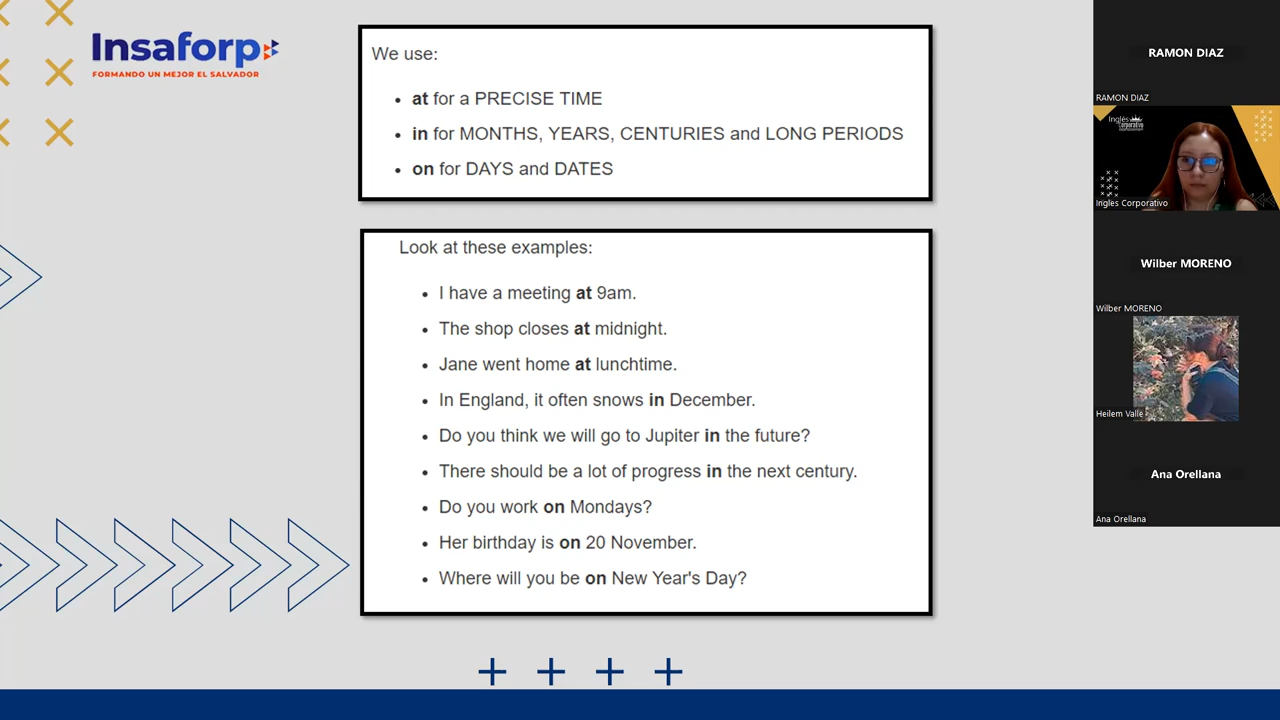 Insaforp
FORMANDO UN MEJOR EL SALVADOR
We use:
• at for a PRECISE TIME
• in for MONTHS, YEARS, CENTURIES and LONG PERIODS
• on for DAYS and DATES
Look at these examples:
• I have a meeting at 9am.
• The shop closes at midnight.
• Jane went home at lunchtime.
• In England, it often snows in December.
• Do you think we will go to Jupiter in the future?
• There should be a lot of progress in the next century.
• Do you work on Mondays?
• Her birthday is on 20 November.
• Where will you be on New Year's Day?
RAMON DIAZ
RAMON DIAZ
Inglés
Corporativo
Ingles Corporativo
Wilber MORENO
Wilber MORENO
Heilem Valle
Ana Orellana
Ana Orellana